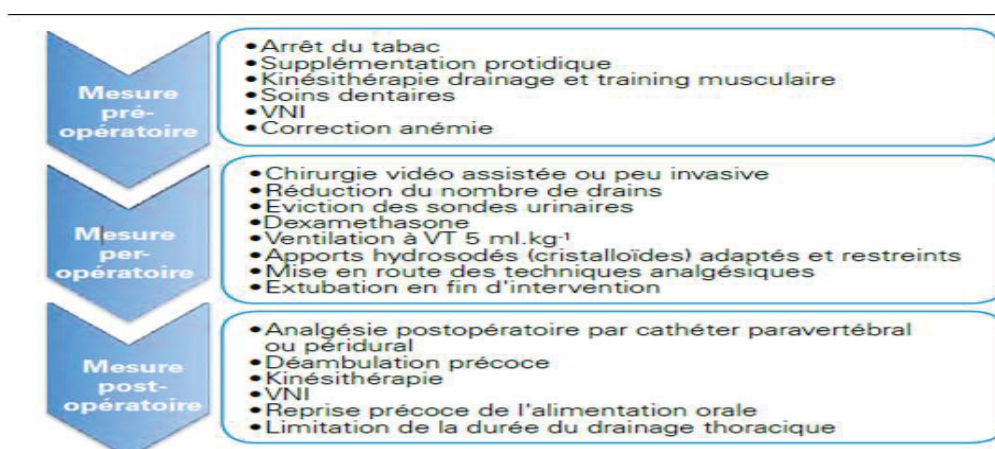 Mesure
pré-
opératoire
•Arrêt du tabac
•Supplémentation protidique
•Kinésithérapie drainage et training musculaire
•Soins dentaires
•VNI
•Correction anémie
Mesure
per-
opératoire
•Chirurgie vidéo assistée ou peu invasive
•Réduction du nombre de drains
•Eviction des sondes urinaires
•Dexamethasone
•Ventilation à VT 5 ml.kg⁻¹
•Apports hydrosodés (cristalloïdes) adaptés et restreints
•Mise en route des techniques analgésiques
•Extubation en fin d'intervention
Mesure
post-
opératoire
•Analgésie postopératoire par cathéter paravertébral
ou péridural
•Déambulation précoce
•Kinésithérapie
•VNI
•Reprise précoce de l'alimentation orale
•Limitation de la durée du drainage thoracique